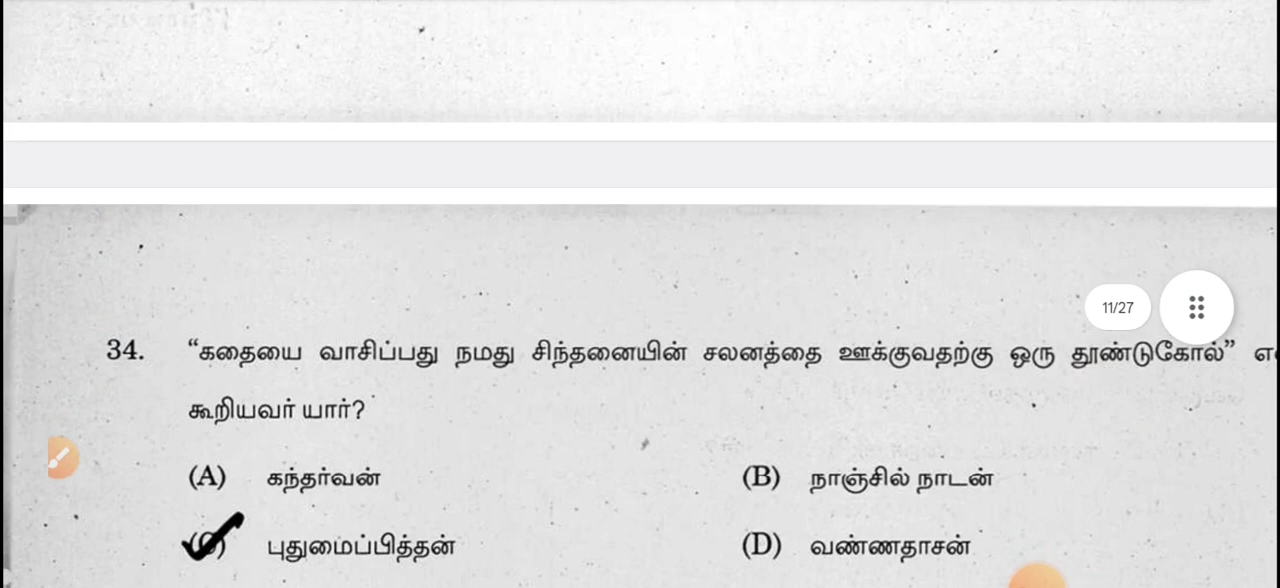 11/27
34. “கதையை வாசிப்பது நமது சிந்தனையின் சலனத்தை ஊக்குவதற்கு ஒரு தூண்டுகோல்”
கூறியவர் யார்?
(A) கந்தர்வன் (B) நாஞ்சில் நாடன்
(C) புதுமைப்பித்தன் (D) வண்ணதாசன்